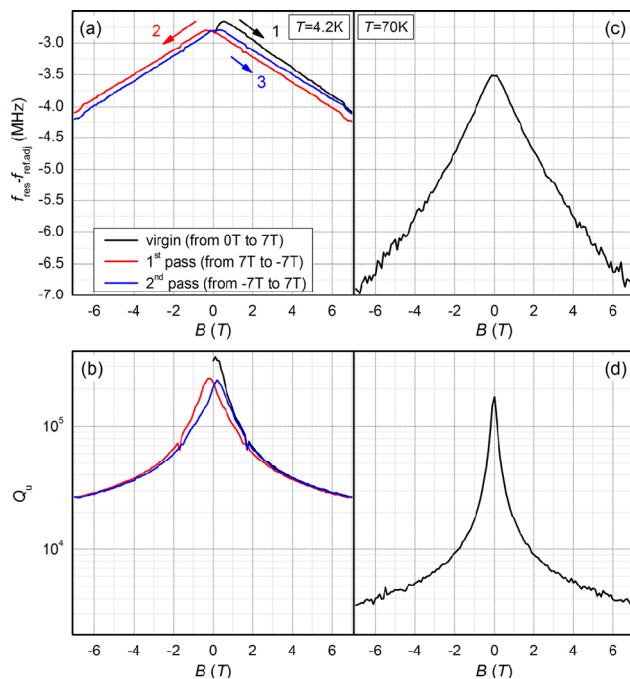 (a)
2
1
3
T=4.2K
T=70K
(c)
-3.0
-3.5
-4.0
-4.5
-5.0
-5.5
-6.0
-6.5
-7.0
f_res-f_ref.adj (MHz)
virgin (from 0T to 7T)
1st pass (from 7T to -7T)
2nd pass (from -7T to 7T)
-6 -4 -2 0 2 4 6
-6 -4 -2 0 2 4 6
B (T)
B (T)
(b)
(d)
10^5
10^4
Q_u
-6 -4 -2 0 2 4 6
-6 -4 -2 0 2 4 6
B (T)
B (T)